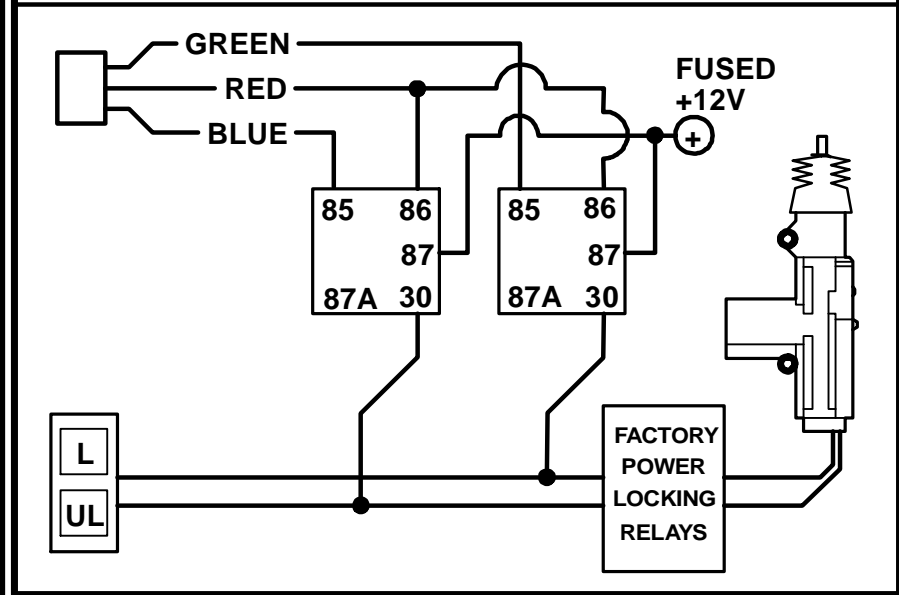 GREEN
RED
BLUE
FUSED
+12V
+
85 86
87
87A 30
85 86
87
87A 30
L
UL
FACTORY
POWER
LOCKING
RELAYS